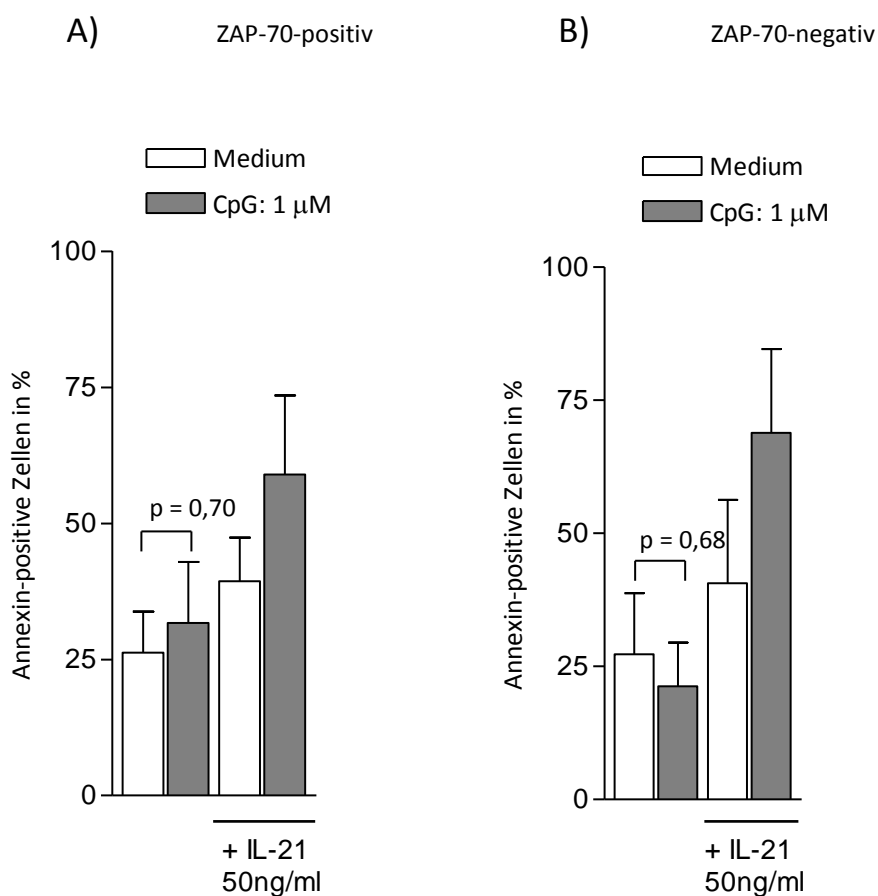 A) ZAP-70-positiv
Medium
CpG: 1 μM
100
75
50
25
0
Annexin-positive Zellen in %
p = 0,70
+ IL-21
50ng/ml
B) ZAP-70-negativ
Medium
CpG: 1 μM
100
75
50
25
0
Annexin-positive Zellen in %
p = 0,68
+ IL-21
50ng/ml